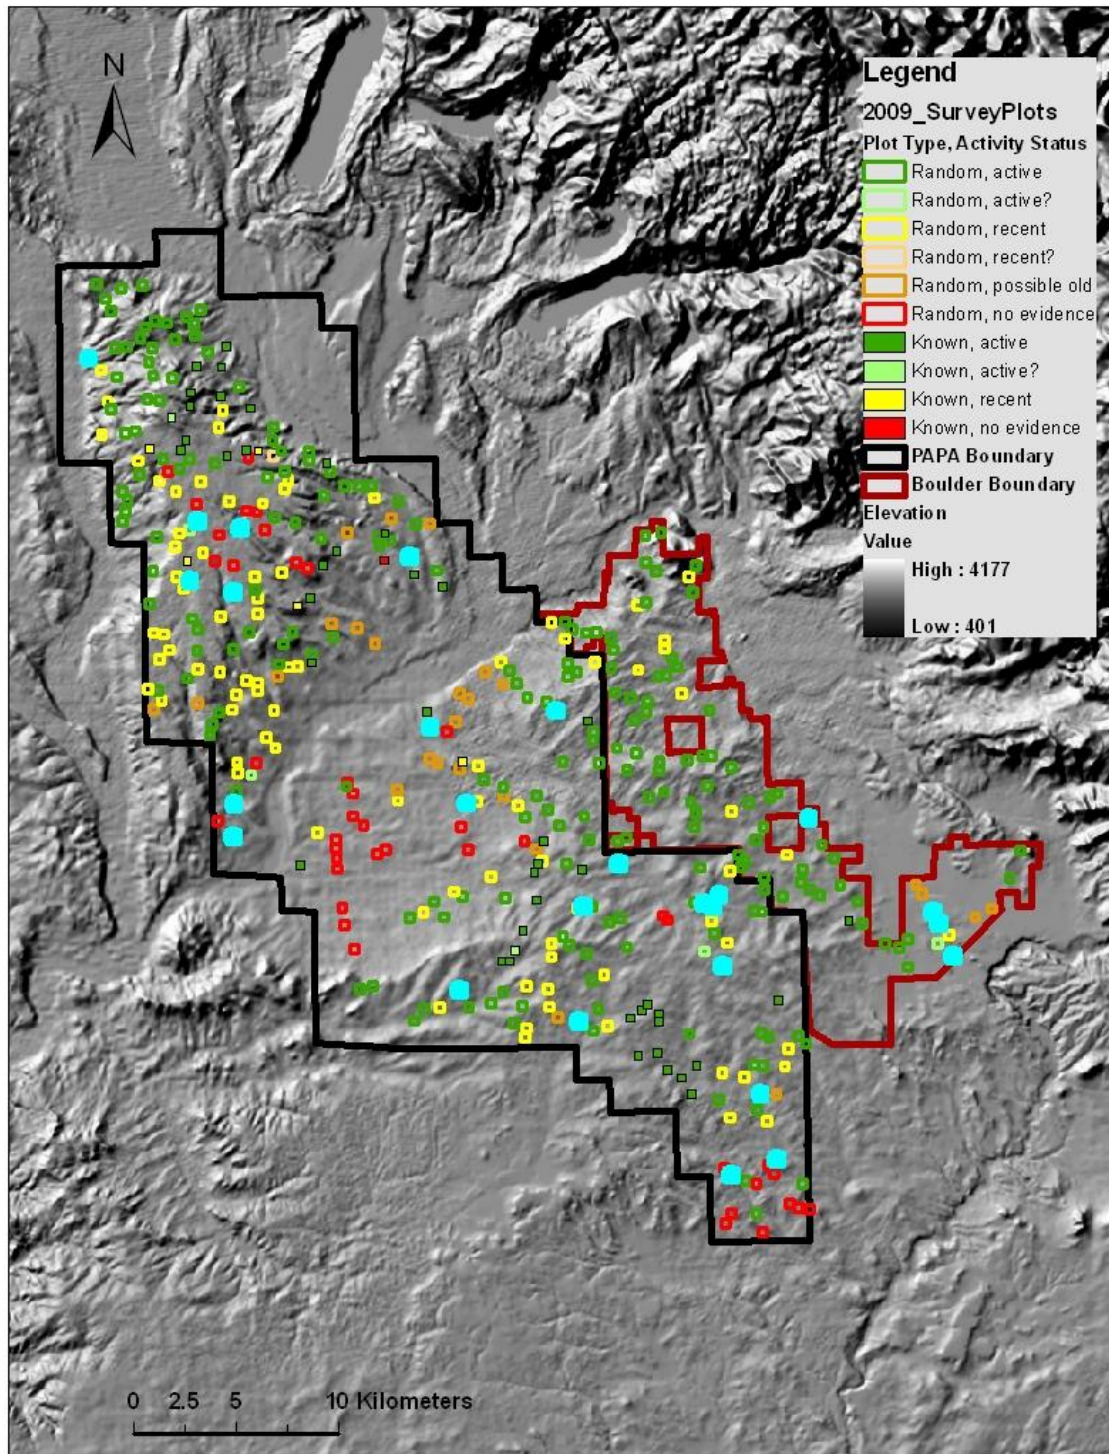 N
Legend
2009_SurveyPlots
Plot Type, Activity Status
Random, active
Random, active?
Random, recent
Random, recent?
Random, possible old
Random, no evidence
Known, active
Known, active?
Known, recent
Known, no evidence
PAPA Boundary
Boulder Boundary
Elevation
Value
High : 4177
Low : 401
0 2.5 5 10 Kilometers